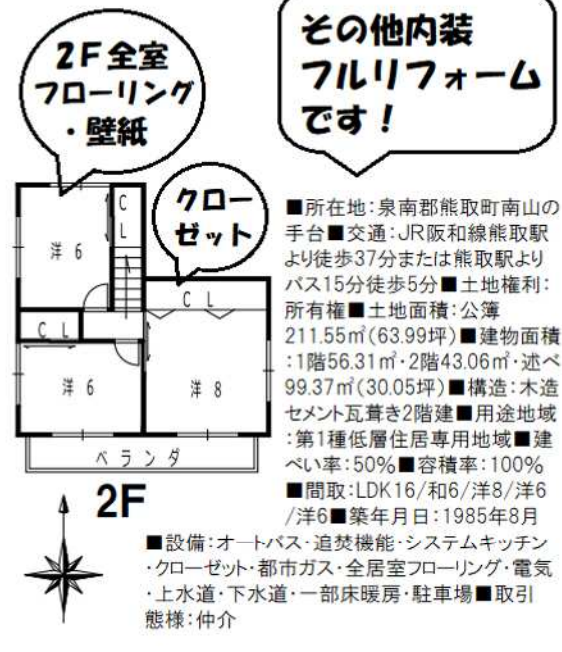 2F全室
フローリング
・壁紙
その他内装
フルリフォーム
です!
クロー
ゼット
CL
洋 6
CL
CL
洋 6
洋 8
ベランダ
2F
■所在地:泉南郡熊取町南山の
手台■交通:JR阪和線熊取駅
より徒歩37分または熊取駅より
バス15分徒歩5分■土地権利:
所有権■土地面積:公簿
211.55㎡(63.99坪)■建物面積
:1階56.31㎡・2階43.06㎡・述べ
99.37㎡(30.05坪)■構造:木造
セメント瓦葺き2階建■用途地域
:第1種低層住居専用地域■建
ぺい率:50%■容積率:100%
■間取:LDK16/和6/洋8/洋6
/洋6■築年月日:1985年8月
■設備:オートバス・追焚機能・システムキッチン
・クローゼット・都市ガス・全居室フローリング・電気
・上水道・下水道・一部床暖房・駐車場■取引
態様:仲介